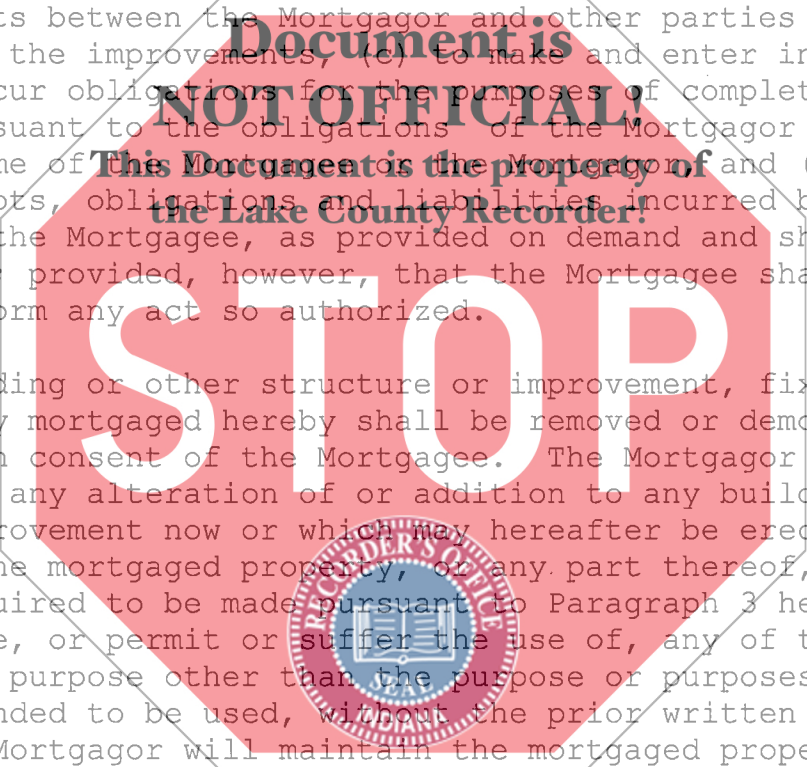 ts between the Mortgagor and other parties
Document is
the improvements, (c) to make and enter in
cur obligations for the purposes of complet
NOT OFFICIAL!
suant to the obligations of the Mortgagor
me of the Mortgagee or the Mortgagor, and (
This Document is the property of
ots, obligations and liabilities incurred b
the Lake County Recorder!
the Mortgagee, as provided on demand and sh
provided, however, that the Mortgagee sha
orm any act so authorized.
STOP
ding or other structure or improvement, fix
mortgaged hereby shall be removed or demo
n consent of the Mortgagee. The Mortgagor
any alteration of or addition to any buil
rovement now or which may hereafter be erec
he mortgaged property, or any part thereof,
uired to be made pursuant to Paragraph 3 he
e, or permit or suffer the use of, any of t
purpose other than the purpose or purposes
nded to be used, without the prior written
Mortgagor will maintain the mortgaged prope
RECORDER'S OFFICE
SEAL